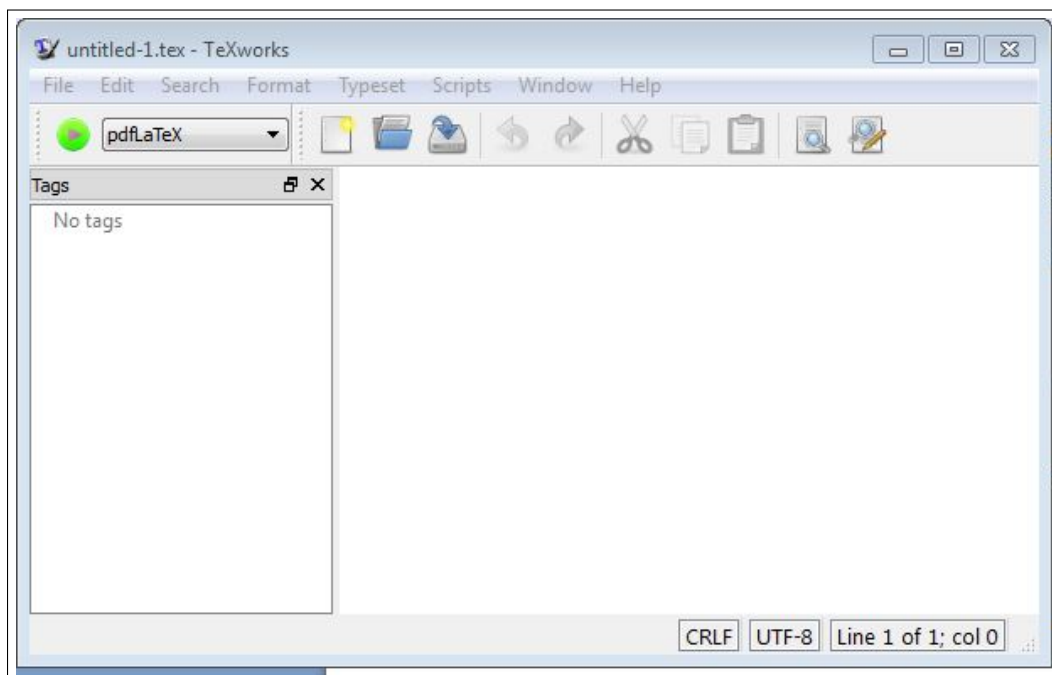 untitled-1.tex - TeXworks
File Edit Search Format Typeset Scripts Window Help
pdfLaTeX
Tags
No tags
CRLF UTF-8 Line 1 of 1; col 0